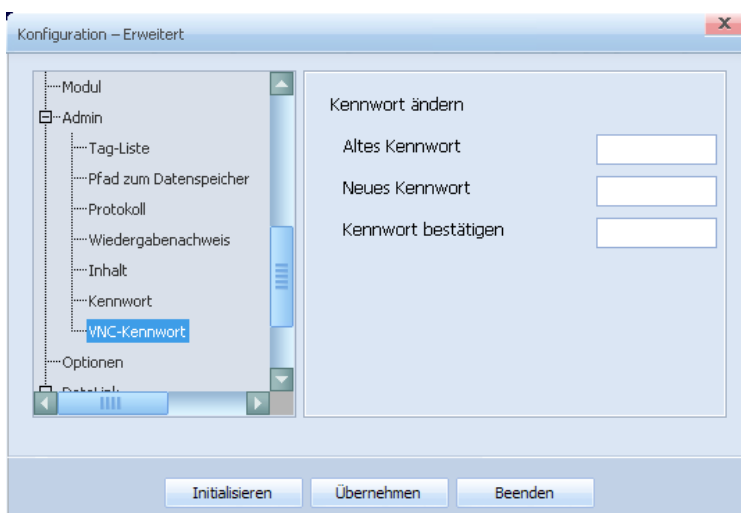 Konfiguration – Erweitert
Modul
Admin
Tag-Liste
Pfad zum Datenspeicher
Protokoll
Wiedergabenachweis
Inhalt
Kennwort
VNC-Kennwort
Optionen
DataLink
Kennwort ändern
Altes Kennwort
Neues Kennwort
Kennwort bestätigen
Initialisieren
Übernehmen
Beenden